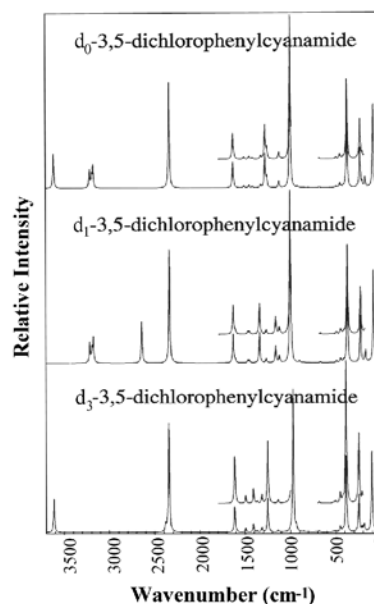 d₀-3,5-dichlorophenylcyanamide
d₁-3,5-dichlorophenylcyanamide
d₃-3,5-dichlorophenylcyanamide
Relative Intensity
3500
3000
2500
2000
1500
1000
500
Wavenumber (cm⁻¹)